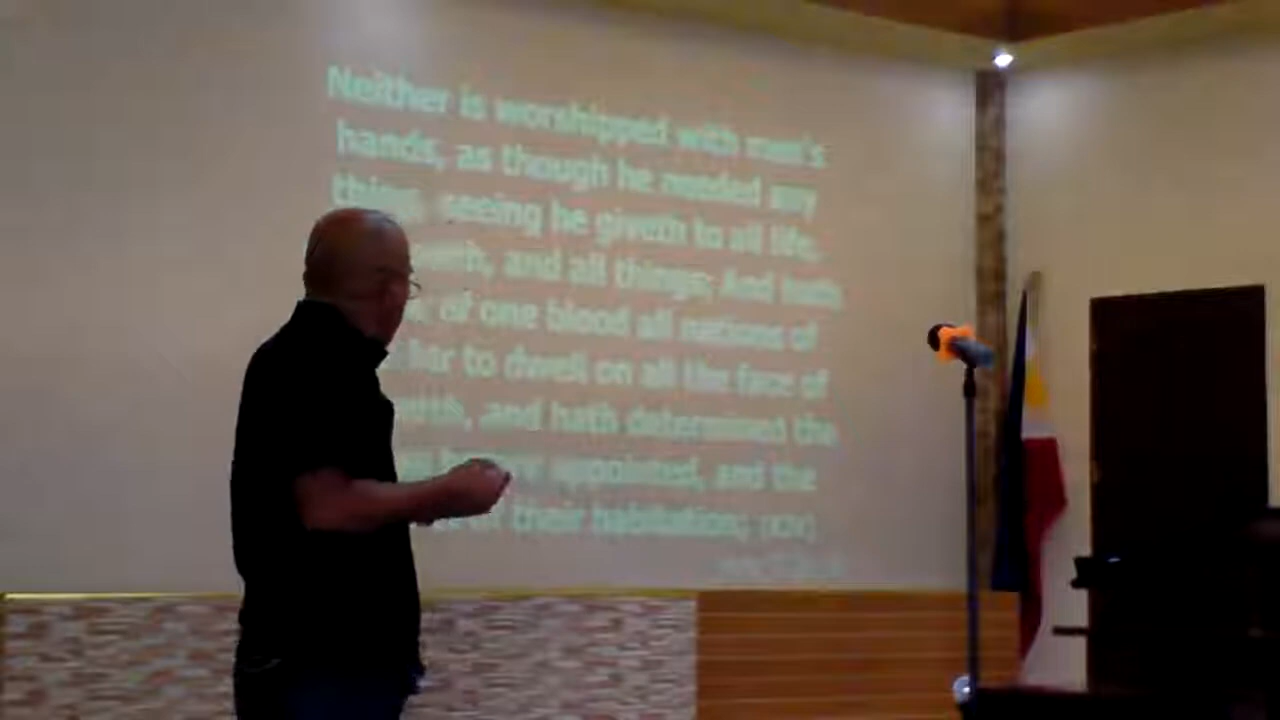 Neither is worshipped with men's
hands, as though he needed any
thing, seeing he giveth to all life,
and all things; And hath
of one blood all nations of
to dwell on all the face of
and hath determined the
appointed, and the
of their habitation; (KJV)